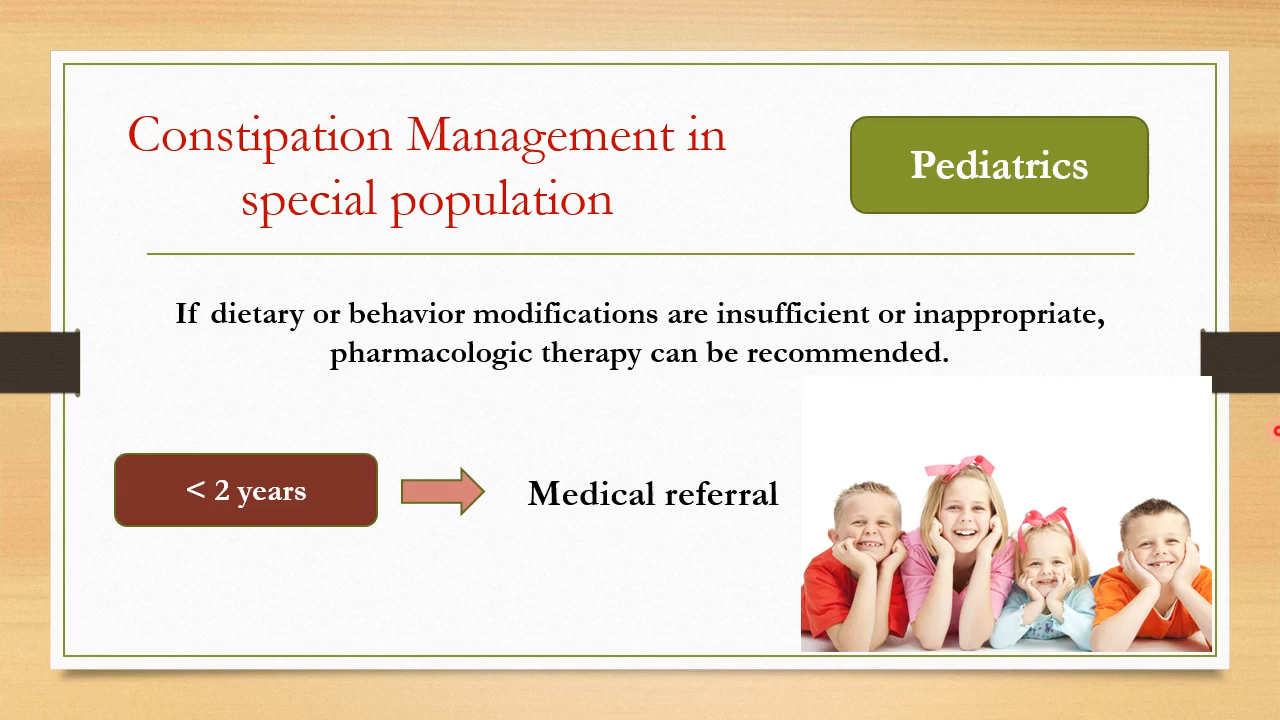 Constipation Management in
special population
Pediatrics
If dietary or behavior modifications are insufficient or inappropriate,
pharmacologic therapy can be recommended.
< 2 years
Medical referral